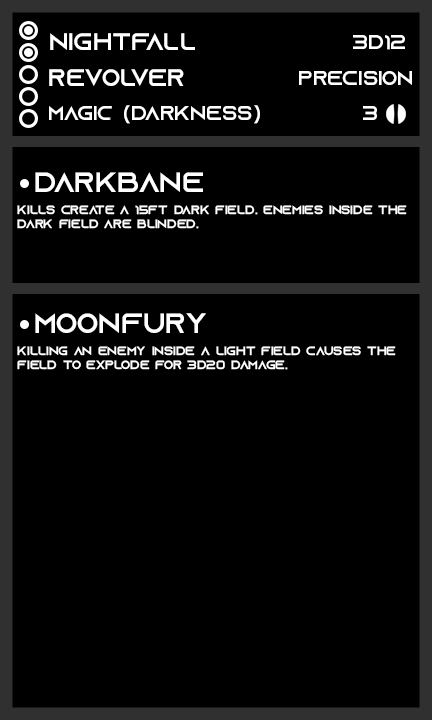 NIGHTFALL 3D12
REVOLVER PRECISION
MAGIC (DARKNESS) 3
•DARKBANE
KILLS CREATE A 15FT DARK FIELD. ENEMIES INSIDE THE
DARK FIELD ARE BLINDED.
•MOONFURY
KILLING AN ENEMY INSIDE A LIGHT FIELD CAUSES THE
FIELD TO EXPLODE FOR 3D20 DAMAGE.